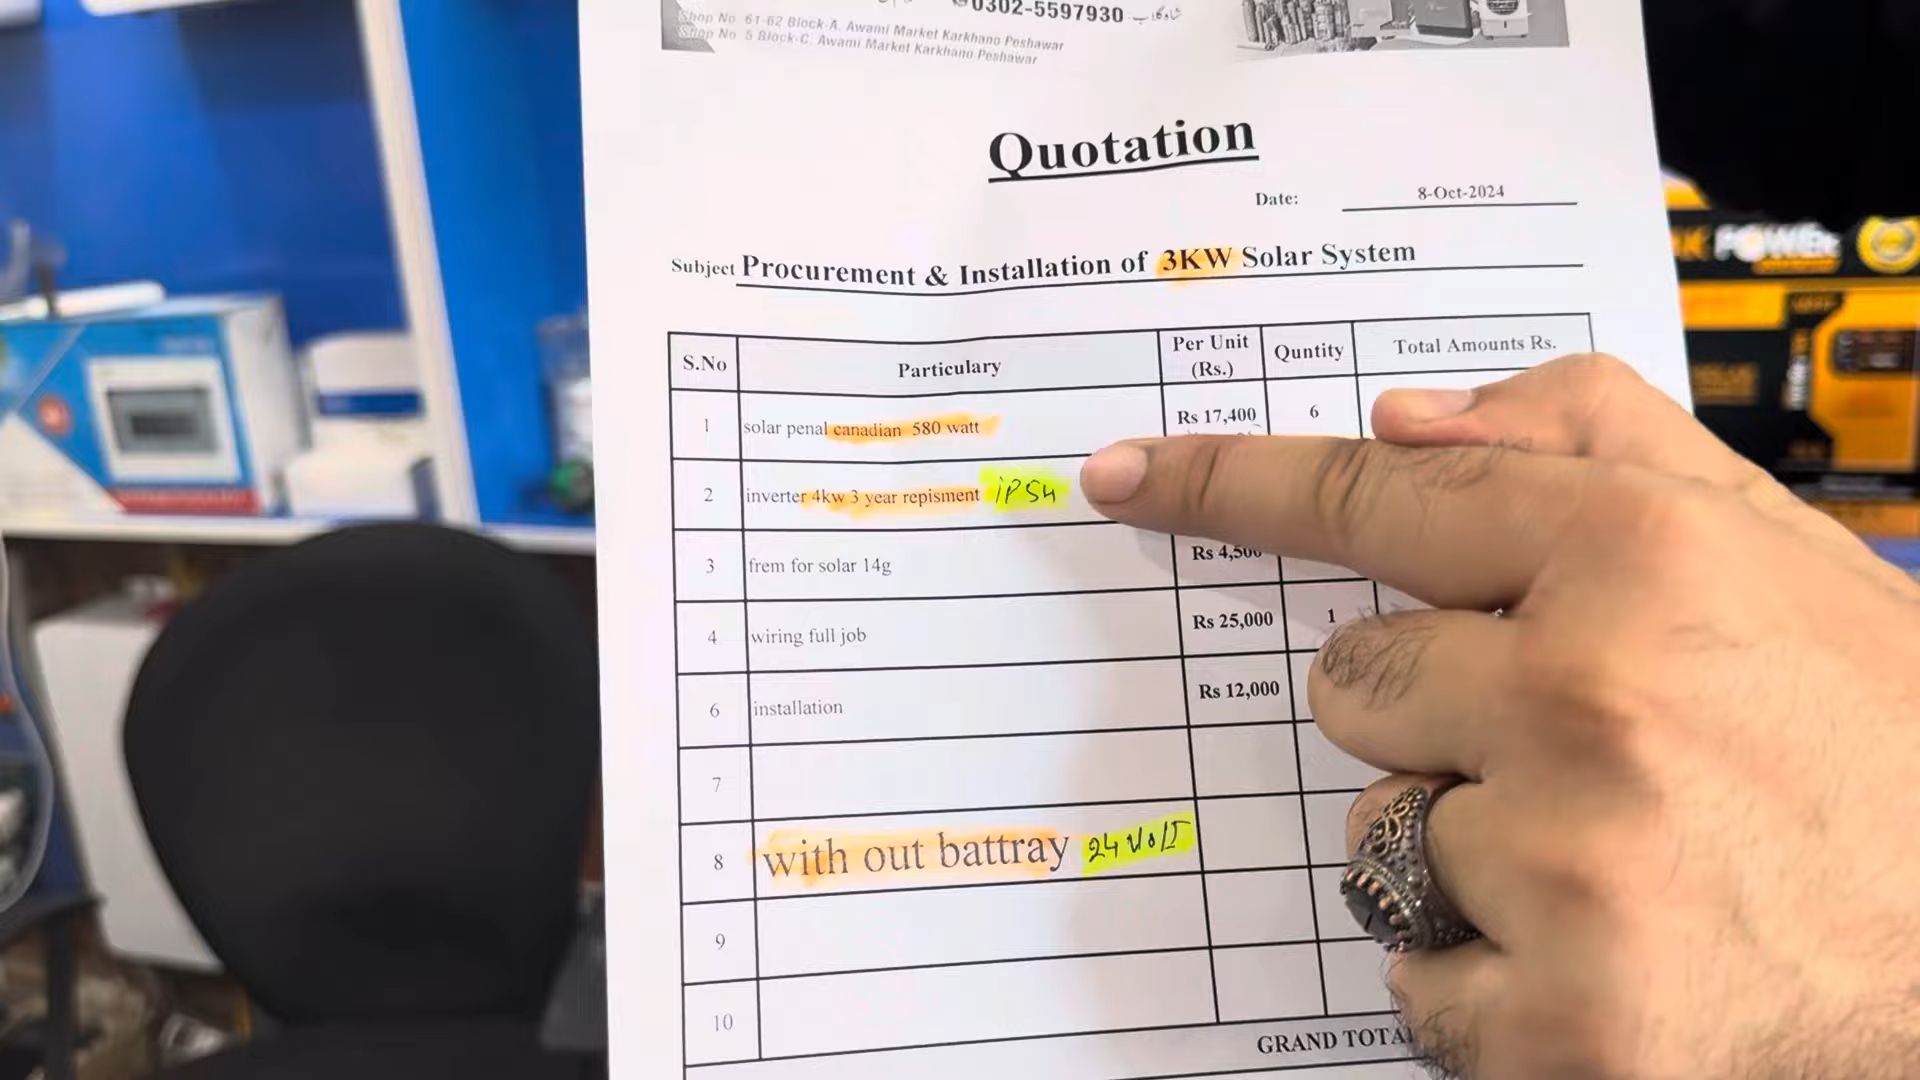 0302-5597930
Shop No. 61-62 Block-A, Awami Market Karkhano Peshawar
Shop No. 5 Block-C, Awami Market Karkhano Peshawar
Quotation
Date: 8-Oct-2024
Subject Procurement & Installation of 3KW Solar System
S.No Particulary Per Unit (Rs.) Quntity Total Amounts Rs.
1 solar penal canadian 580 watt Rs 17,400 6
2 inverter 4kw 3 year repisment iP54
3 frem for solar 14g Rs 4,500
4 wiring full job Rs 25,000 1
6 installation Rs 12,000
7
8 with out battray 24 Volt
9
10
GRAND TOTA
POWER